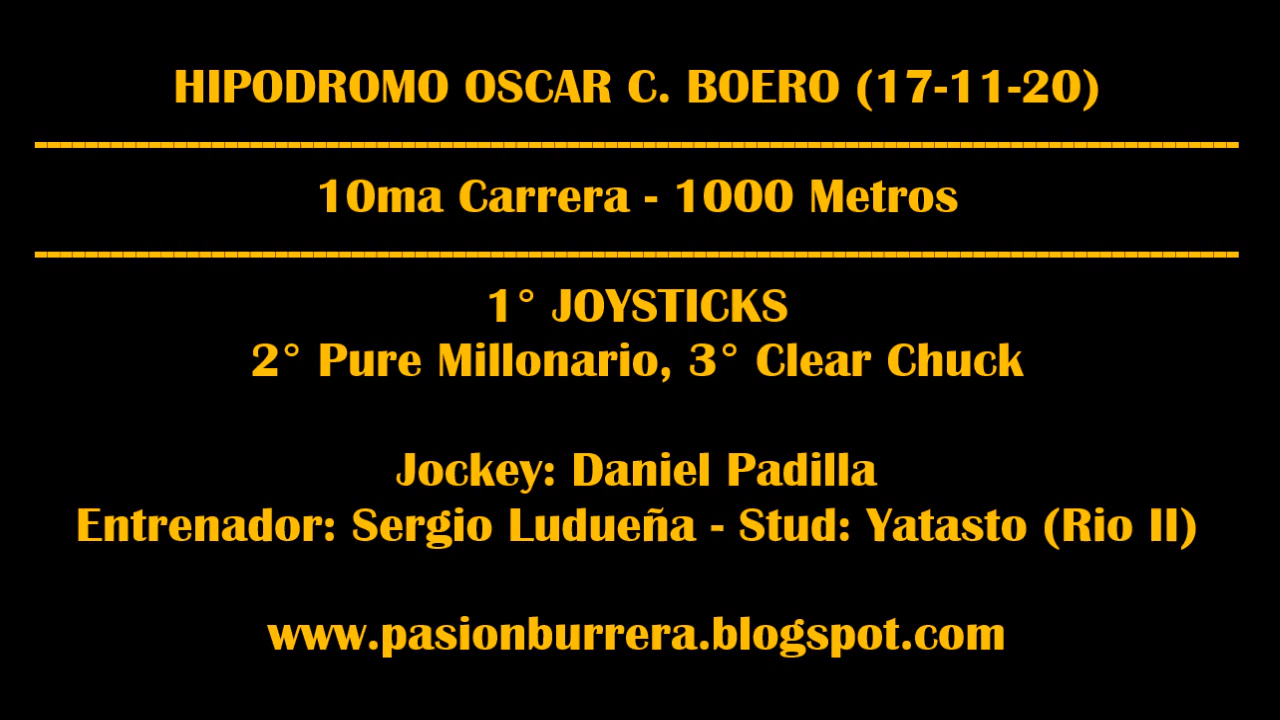 HIPODROMO OSCAR C. BOERO (17-11-20)
10ma Carrera - 1000 Metros
1° JOYSTICKS
2° Pure Millonario, 3° Clear Chuck
Jockey: Daniel Padilla
Entrenador: Sergio Ludueña - Stud: Yatasto (Rio II)
www.pasionburrera.blogspot.com